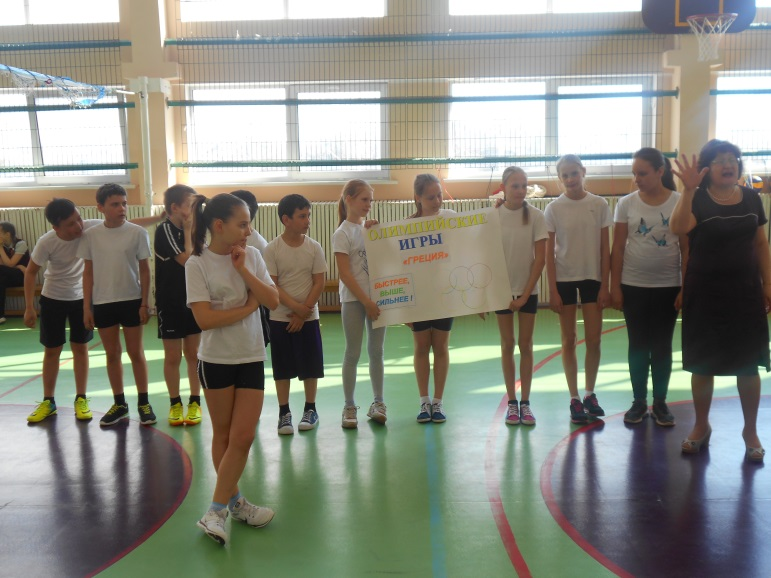 ОЛИМПИЙСКИЕ
ИГРЫ
«ГРЕЦИЯ»
БЫСТРЕЕ,
ВЫШЕ,
СИЛЬНЕЕ !